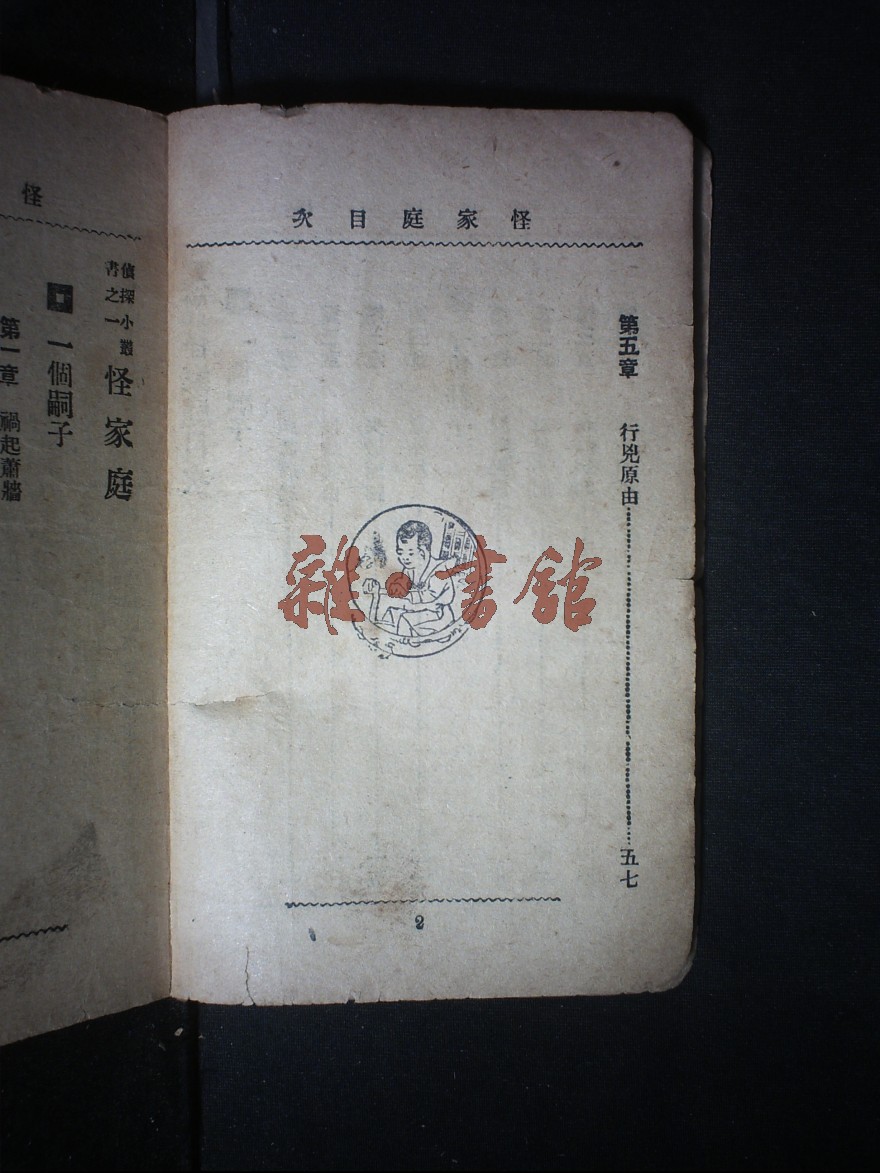 怪家庭目次
第五章 行兇原由……五七
2
雜·書館
怪
偵探小叢
書之一
怪家庭
一個嗣子
第一章 禍起蕭牆